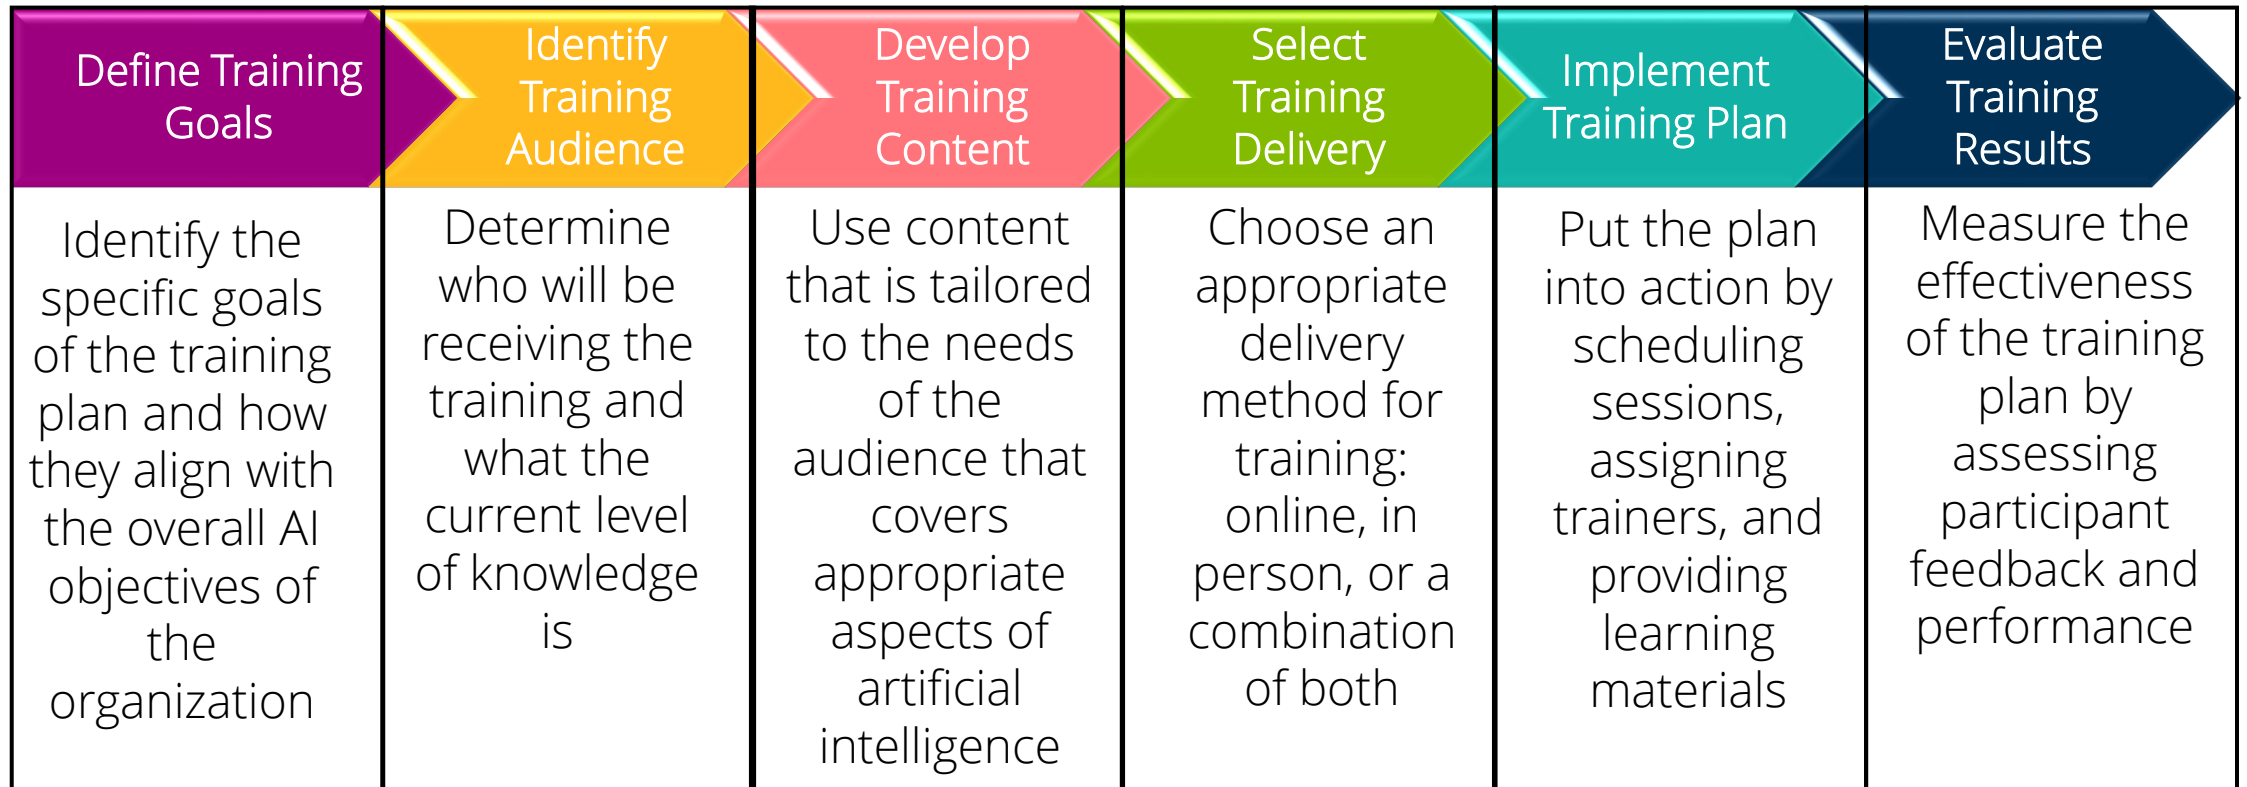 Define Training
Goals
Identify
Training
Audience
Develop
Training
Content
Select
Training
Delivery
Implement
Training Plan
Evaluate
Training
Results
Identify the
specific goals
of the training
plan and how
they align with
the overall AI
objectives of
the
organization
Determine
who will be
receiving the
training and
what the
current level
of knowledge
is
Use content
that is tailored
to the needs
of the
audience that
covers
appropriate
aspects of
artificial
intelligence
Choose an
appropriate
delivery
method for
training:
online, in
person, or a
combination
of both
Put the plan
into action by
scheduling
sessions,
assigning
trainers, and
providing
learning
materials
Measure the
effectiveness
of the training
plan by
assessing
participant
feedback and
performance